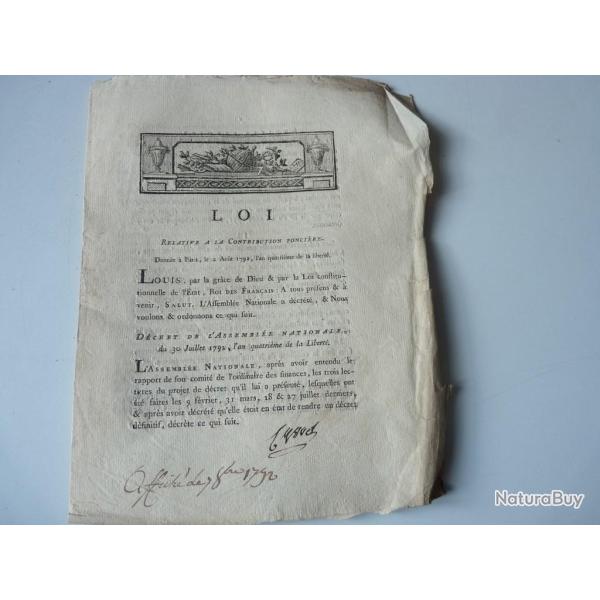 LOI
RELATIVE A LA CONTRIBUTION FONCIÈRE.
Donnée à Paris, le 2 Août 1792, l'an quatrième de la liberté.
LOUIS, par la grâce de Dieu & par la Loi constitu-
tionnelle de l'État, ROI DES FRANÇAIS: A tous présens & à
venir, SALUT. L'Assemblée Nationale a décrété, & Nous
voulons & ordonnons ce qui suit.
DÉCRET DE L'ASSEMBLÉE NATIONALE,
du 30 Juillet 1792, l'an quatrième de la Liberté.
L'ASSEMBLÉE NATIONALE, après avoir entendu le
rapport de son comité de l'ordinaire des finances, les trois lec-
tures du projet de décret qu'il lui a présenté, lesquelles ont
été faites les 9 février, 31 mars, 18 & 27 juillet derniers,
& après avoir décrété qu'elle étoit en état de rendre un décret
définitif, décrète ce qui suit.
Affiché le 7 8bre 1792
NaturaBuy